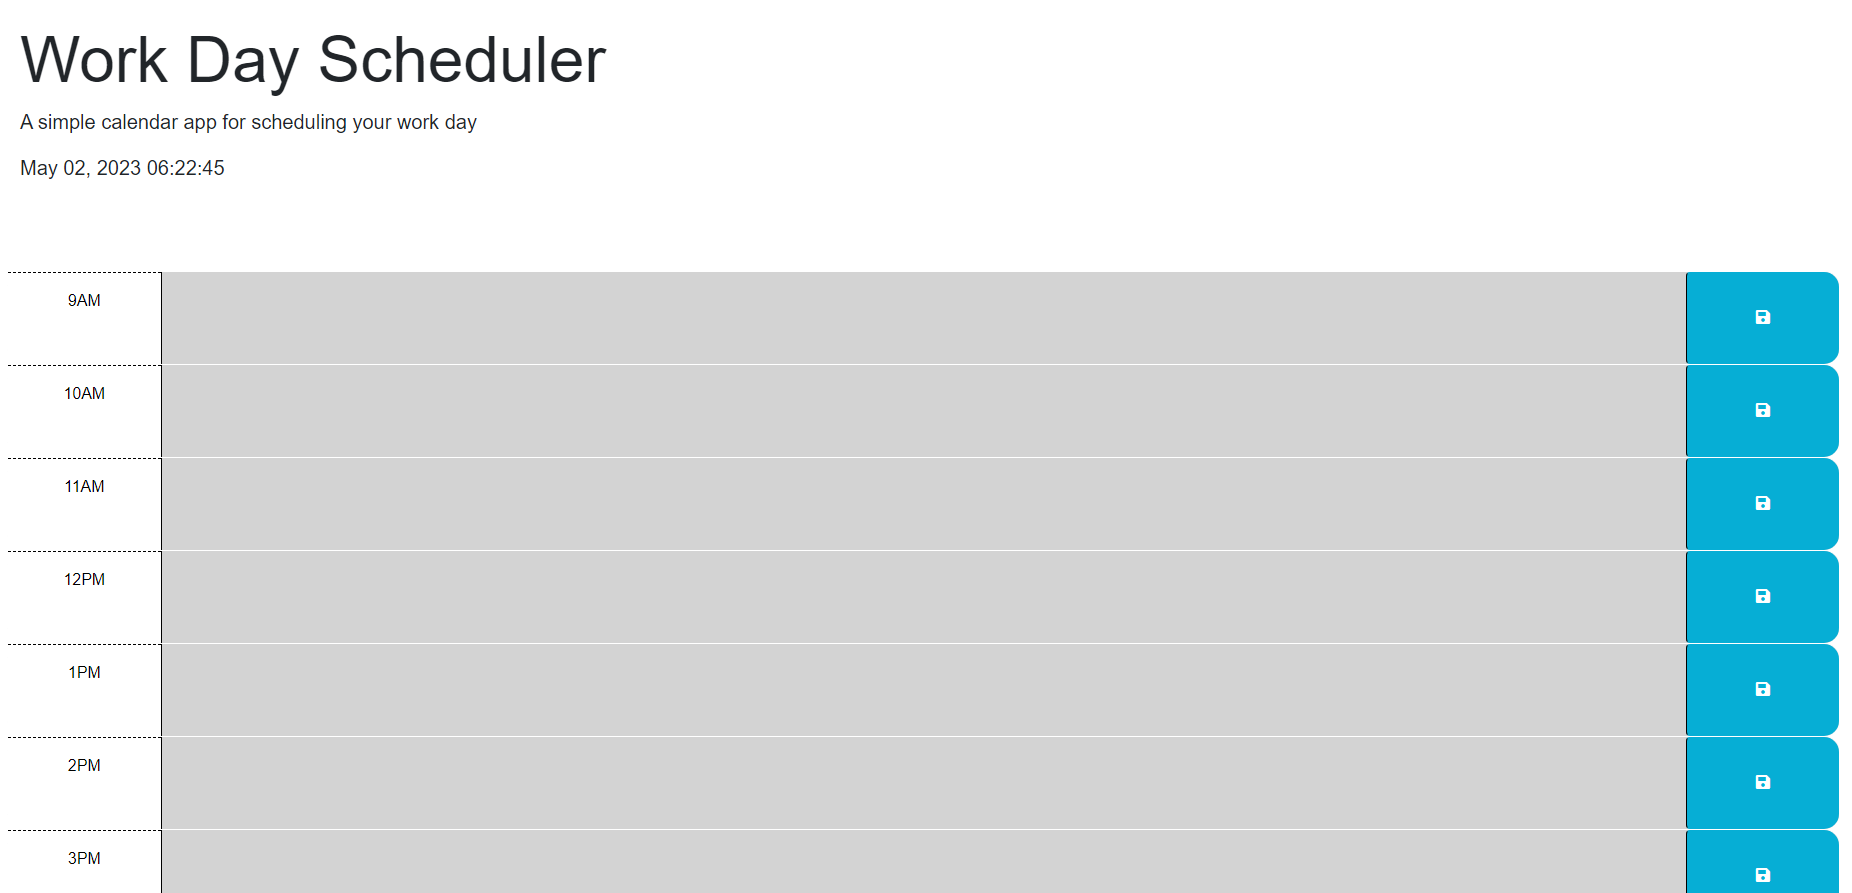 Work Day Scheduler
A simple calendar app for scheduling your work day
May 02, 2023 06:22:45
9AM
10AM
11AM
12PM
1PM
2PM
3PM